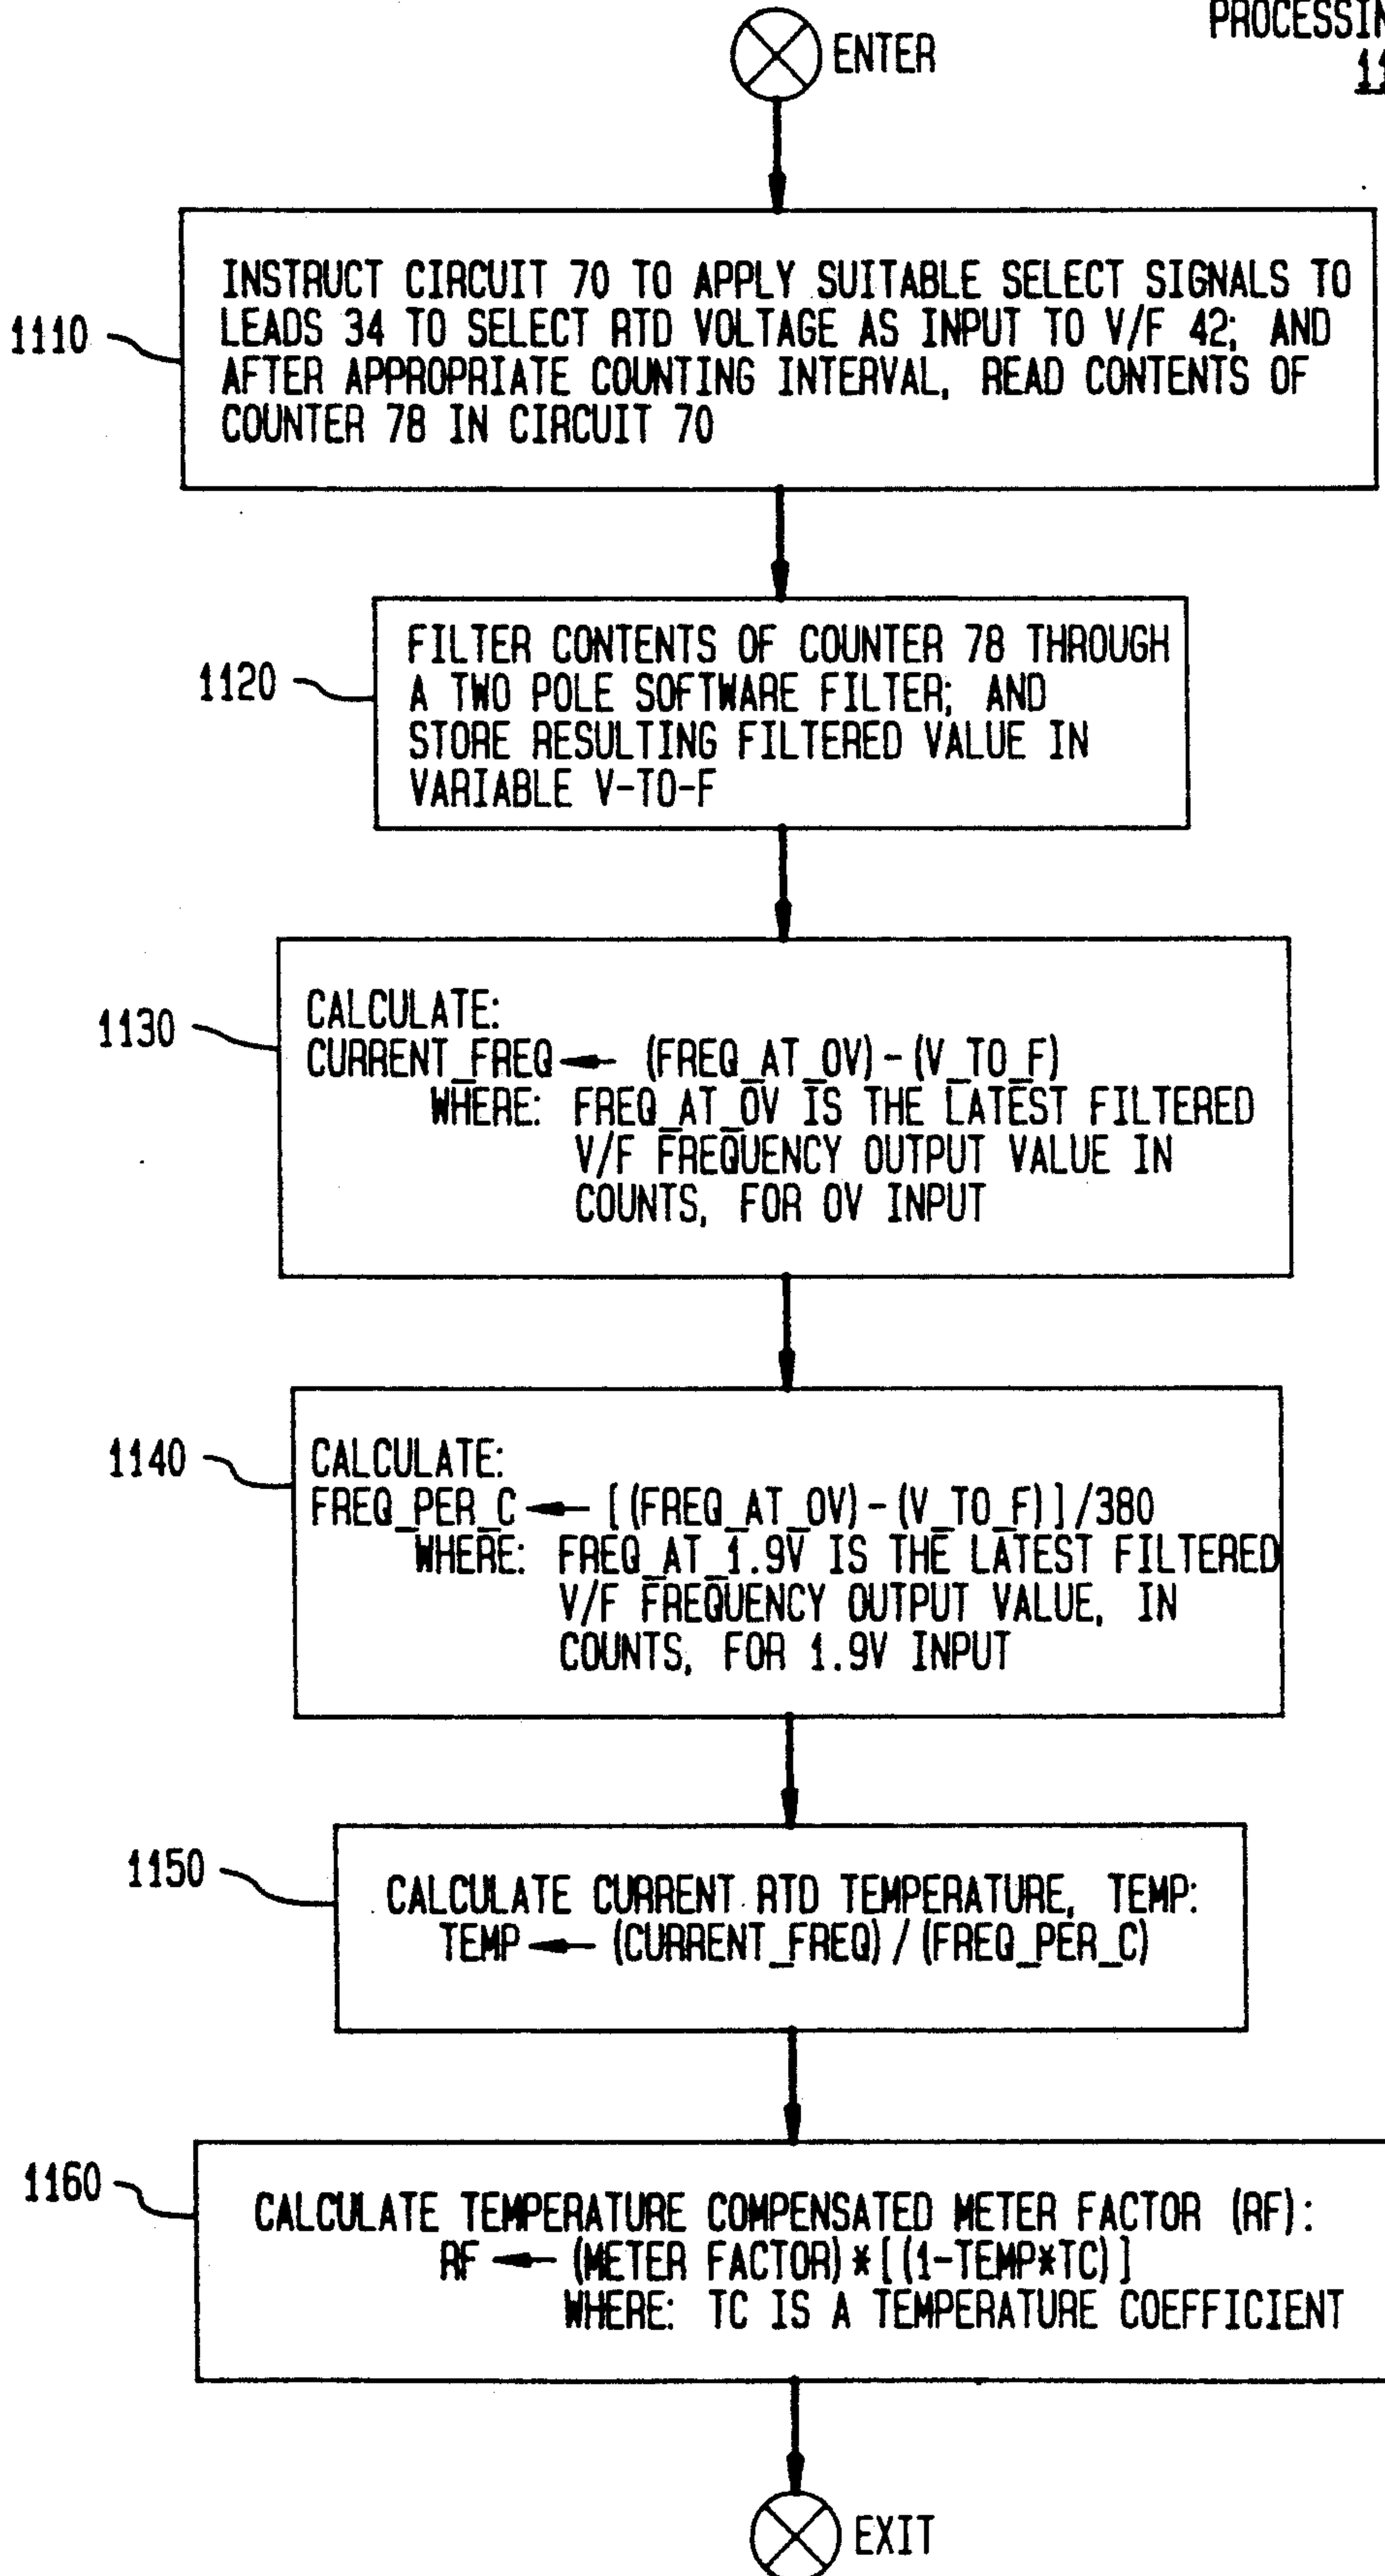 PROCESSIN
11
ENTER
1110
INSTRUCT CIRCUIT 70 TO APPLY SUITABLE SELECT SIGNALS TO
LEADS 34 TO SELECT RTD VOLTAGE AS INPUT TO V/F 42; AND
AFTER APPROPRIATE COUNTING INTERVAL, READ CONTENTS OF
COUNTER 78 IN CIRCUIT 70
1120
FILTER CONTENTS OF COUNTER 78 THROUGH
A TWO POLE SOFTWARE FILTER; AND
STORE RESULTING FILTERED VALUE IN
VARIABLE V-TO-F
1130
CALCULATE:
CURRENT_FREQ ← (FREQ_AT_0V)-(V_TO_F)
WHERE: FREQ_AT_0V IS THE LATEST FILTERED
V/F FREQUENCY OUTPUT VALUE IN
COUNTS, FOR 0V INPUT
1140
CALCULATE:
FREQ_PER_C ← [(FREQ_AT_0V)-(V_TO_F)]/380
WHERE: FREQ_AT_1.9V IS THE LATEST FILTERED
V/F FREQUENCY OUTPUT VALUE, IN
COUNTS, FOR 1.9V INPUT
1150
CALCULATE CURRENT RTD TEMPERATURE, TEMP:
TEMP ← (CURRENT_FREQ)/(FREQ_PER_C)
1160
CALCULATE TEMPERATURE COMPENSATED METER FACTOR (RF):
RF ← (METER FACTOR)*[(1-TEMP*TC)]
WHERE: TC IS A TEMPERATURE COEFFICIENT
EXIT